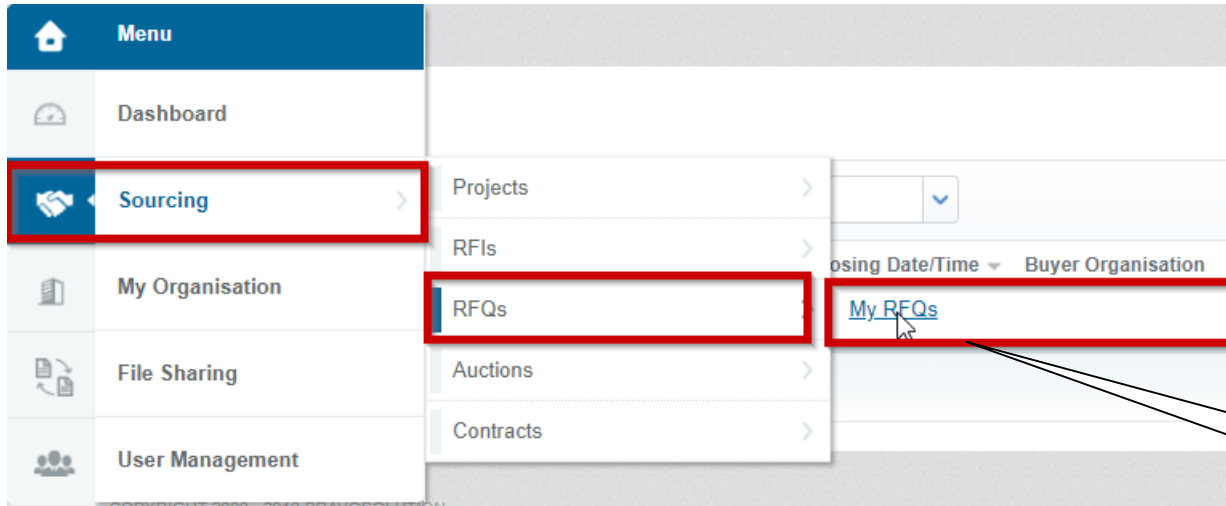 Menu
Dashboard
Sourcing
My Organisation
File Sharing
User Management
Projects
RFIs
RFQs
Auctions
Contracts
osing Date/Time
Buyer Organisation
My RFQs